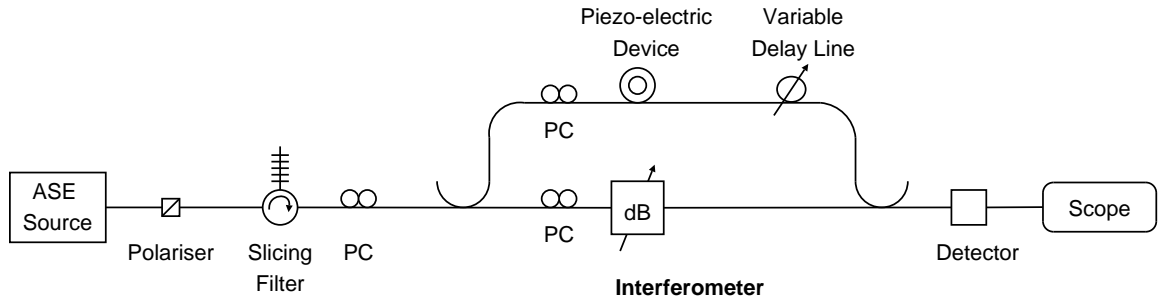 Piezo-electric
Device
Variable
Delay Line
PC
ASE
Source
dB
Scope
Polariser
Slicing
Filter
PC
PC
Detector
Interferometer